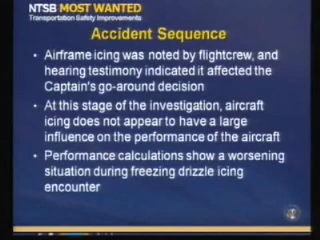 NTSB MOST WANTED
Transportation Safety Improvements
Accident Sequence
• Airframe icing was noted by flightcrew, and
hearing testimony indicated it affected the
Captain's go-around decision
• At this stage of the investigation, aircraft
icing does not appear to have a large
influence on the performance of the aircraft
• Performance calculations show a worsening
situation during freezing drizzle icing
encounter